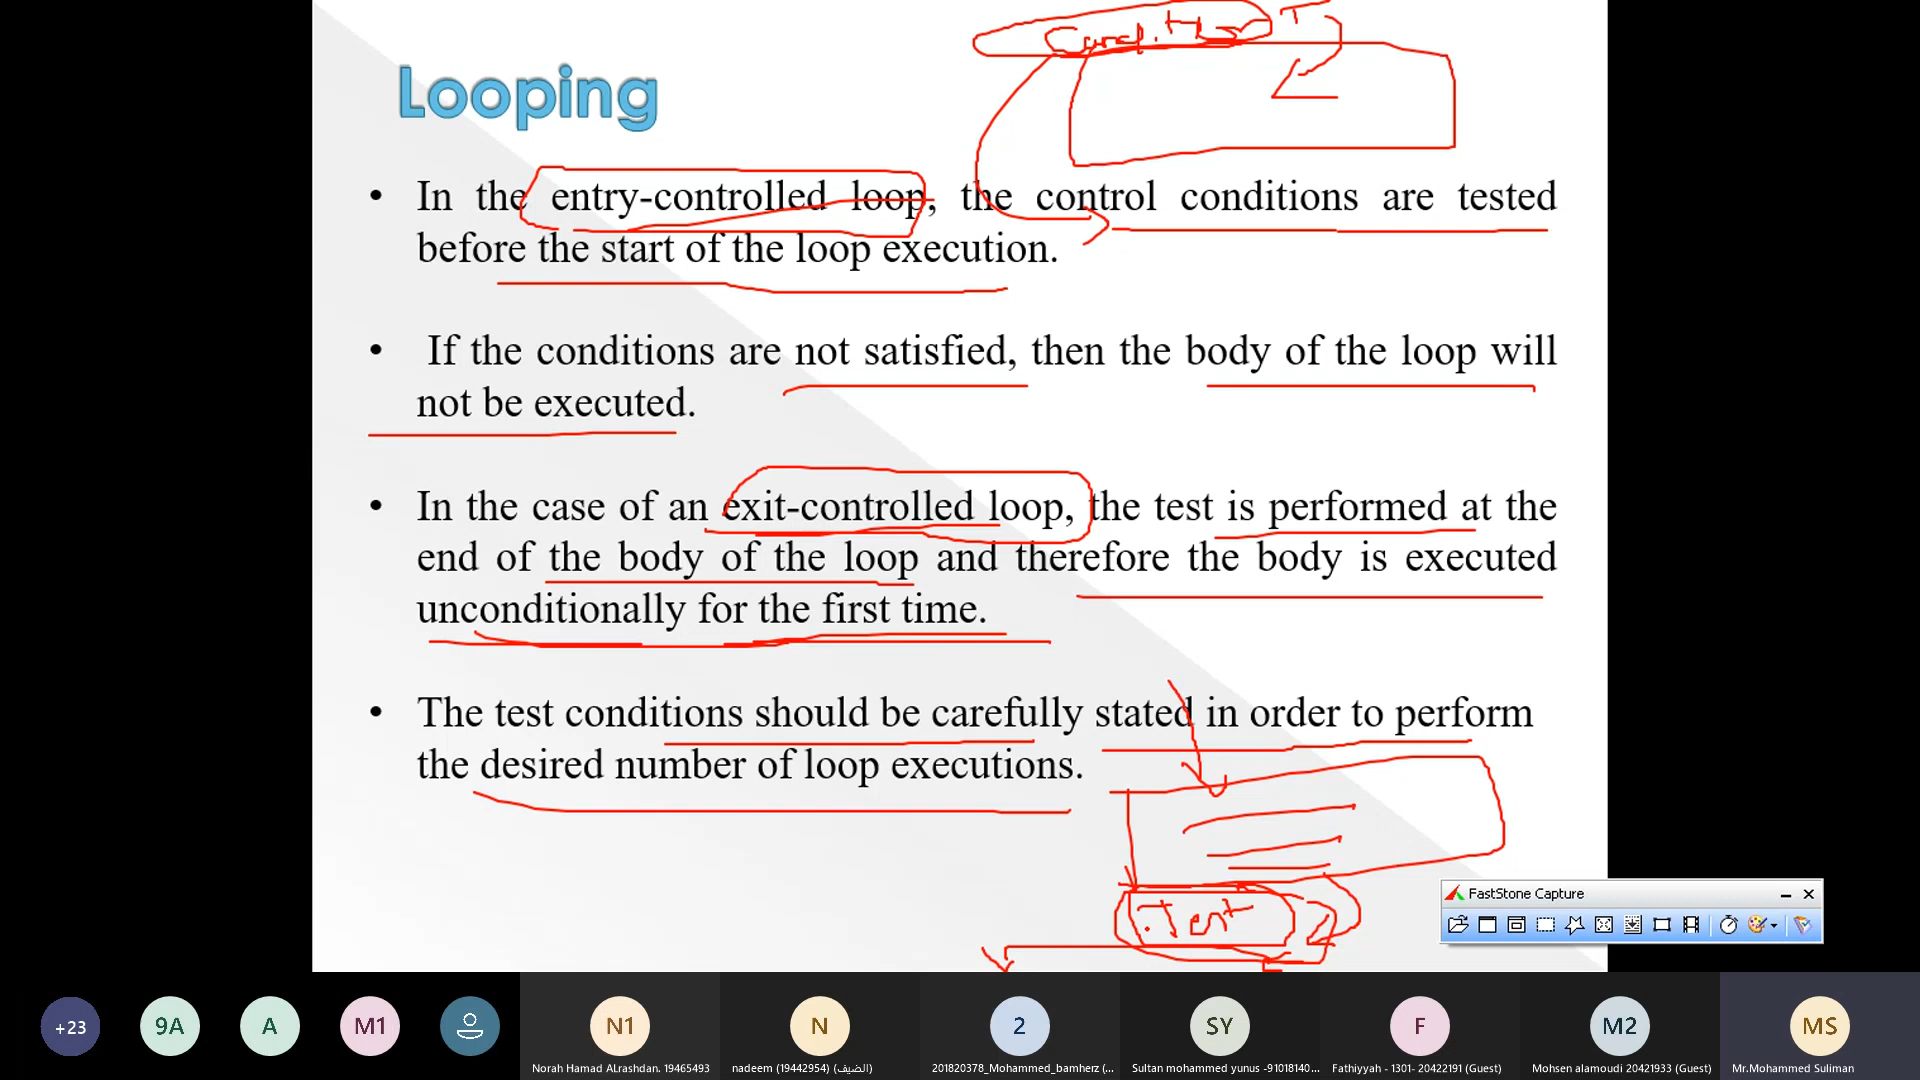 Condition T
Looping
• In the entry-controlled loop, the control conditions are tested
before the start of the loop execution.
• If the conditions are not satisfied, then the body of the loop will
not be executed.
• In the case of an exit-controlled loop, the test is performed at the
end of the body of the loop and therefore the body is executed
unconditionally for the first time.
• The test conditions should be carefully stated in order to perform
the desired number of loop executions.
FastStone Capture
Test
+23 9A A M1 N1 N 2 SY F M2 MS
Norah Hamad ALrashdan. 19465493 nadeem (19442954) (الضيف) 201820378_Mohammed_bamherz (... Sultan mohammed yunus -91018140... Fathiyyah - 1301- 20422191 (Guest) Mohsen alamoudi 20421933 (Guest) Mr.Mohammed Suliman